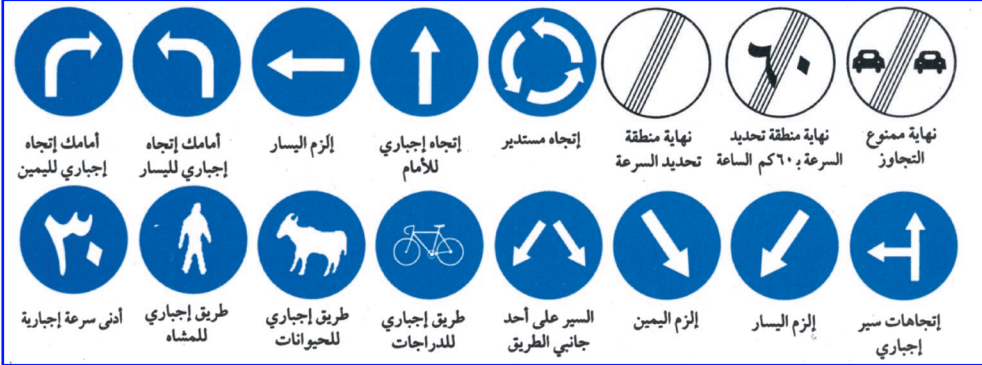 ٦٠
نهاية ممنوع
التجاوز
نهاية منطقة تحديد
السرعة بـ ٦٠ كم الساعة
نهاية منطقة
تحديد السرعة
إتجاه مستدير
إتجاه إجباري
للأمام
إلزم اليسار
أمامك إتجاه
إجباري لليسار
أمامك إتجاه
إجباري لليمين
إتجاهات سير
إجباري
إلزم اليسار
إلزم اليمين
السير على أحد
جانبي الطريق
طريق إجباري
للدراجات
طريق إجباري
للحيوانات
طريق إجباري
للمشاه
٣٠
أدنى سرعة إجبارية